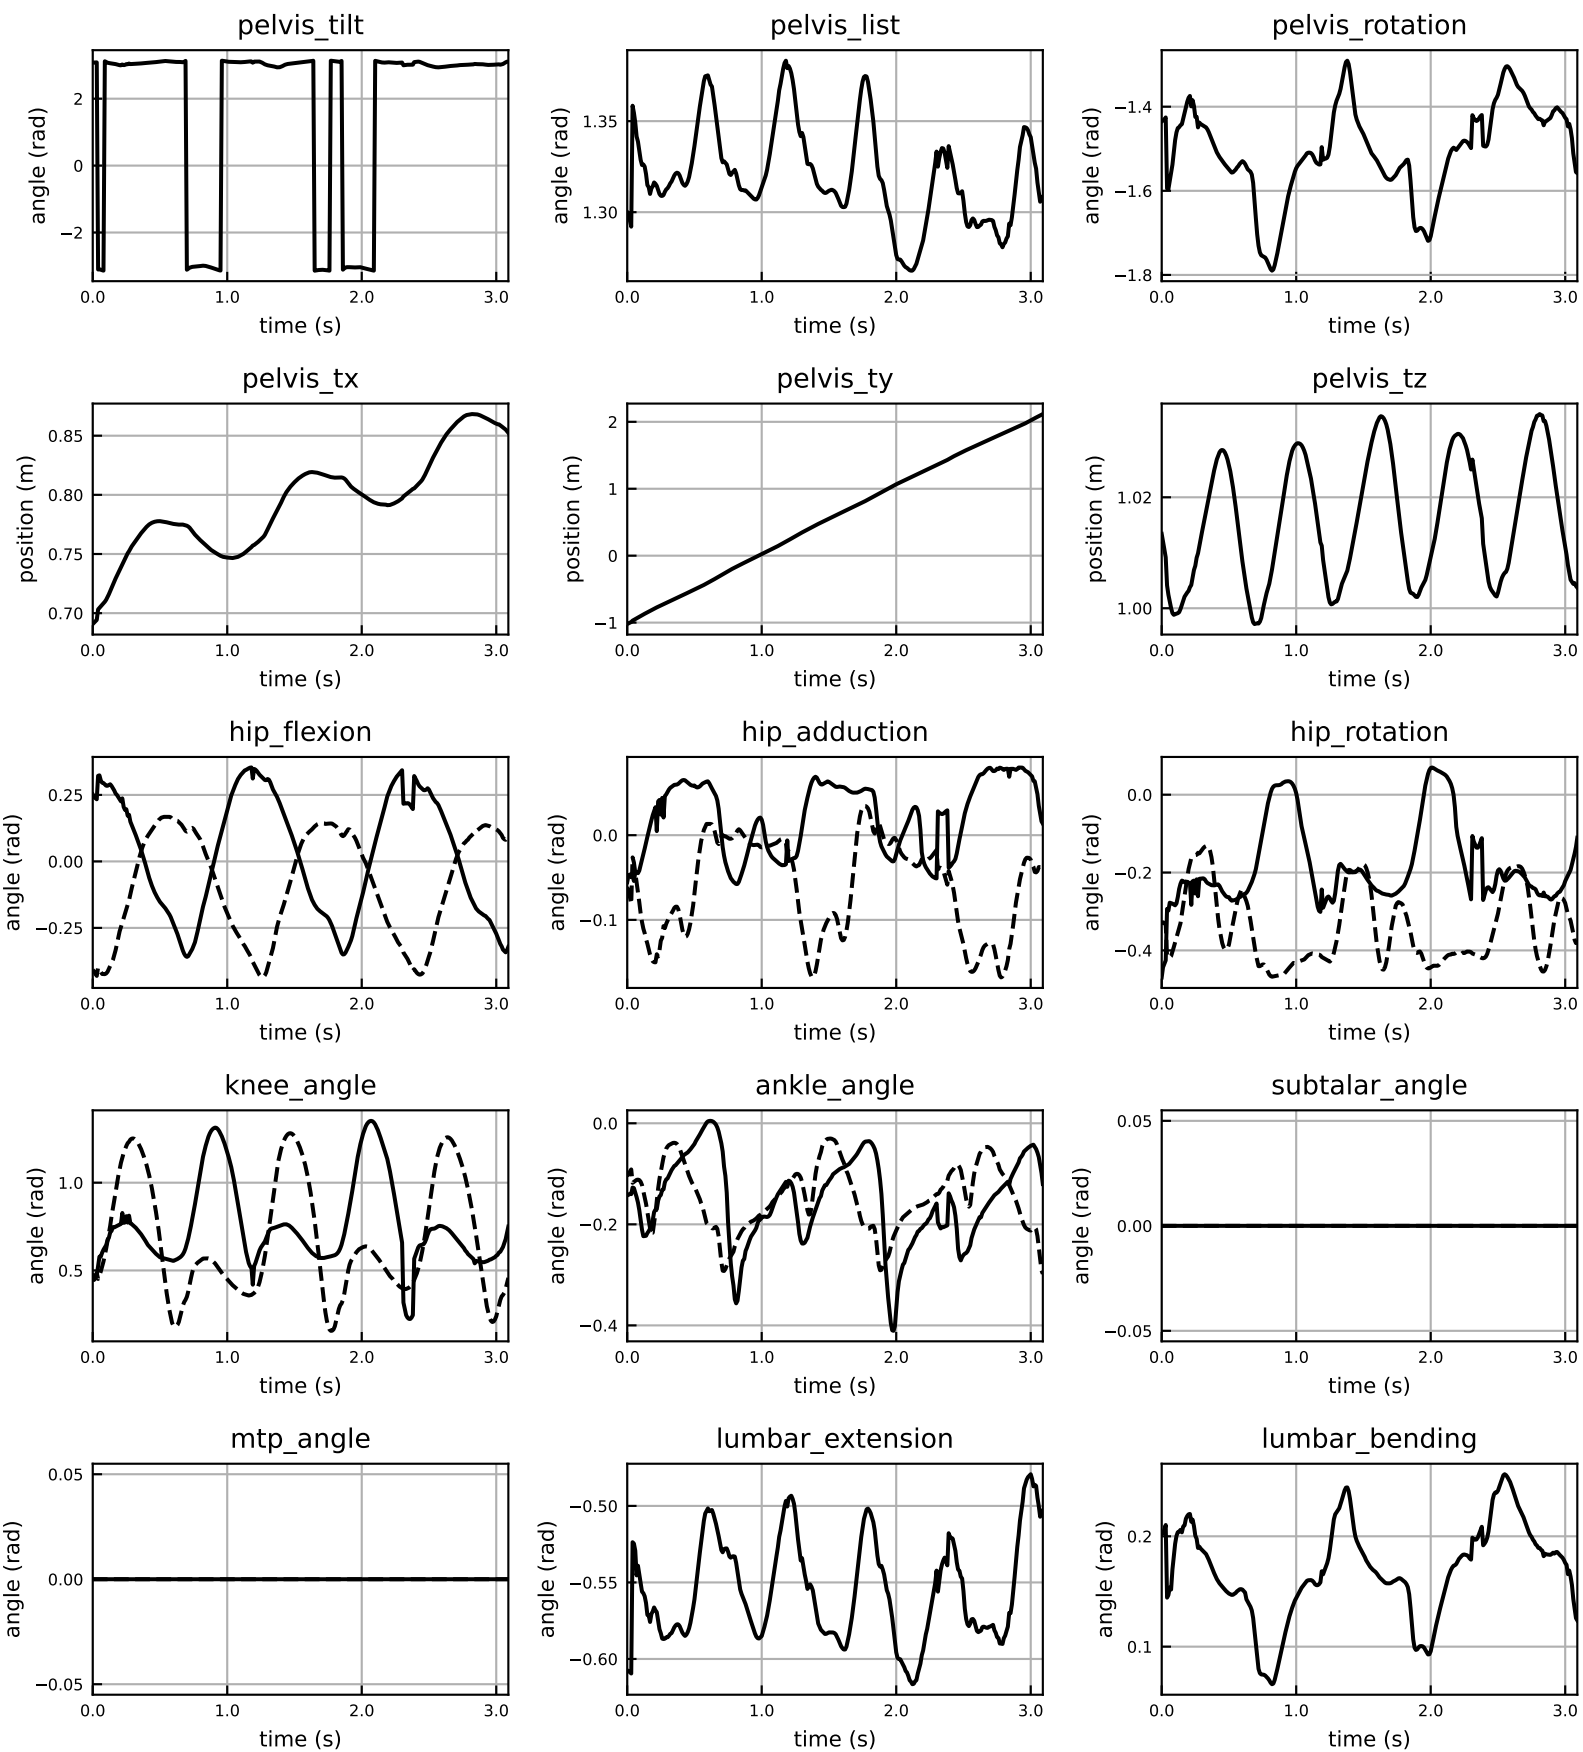 pelvis_tilt
angle (rad)
2
0
−2
0.0 1.0 2.0 3.0
time (s)
pelvis_list
angle (rad)
1.35
1.30
0.0 1.0 2.0 3.0
time (s)
pelvis_rotation
angle (rad)
−1.4
−1.6
−1.8
0.0 1.0 2.0 3.0
time (s)
pelvis_tx
position (m)
0.85
0.80
0.75
0.70
0.0 1.0 2.0 3.0
time (s)
pelvis_ty
position (m)
2
1
0
−1
0.0 1.0 2.0 3.0
time (s)
pelvis_tz
position (m)
1.02
1.00
0.0 1.0 2.0 3.0
time (s)
hip_flexion
angle (rad)
0.25
0.00
−0.25
0.0 1.0 2.0 3.0
time (s)
hip_adduction
angle (rad)
0.0
−0.1
0.0 1.0 2.0 3.0
time (s)
hip_rotation
angle (rad)
0.0
−0.2
−0.4
0.0 1.0 2.0 3.0
time (s)
knee_angle
angle (rad)
1.0
0.5
0.0 1.0 2.0 3.0
time (s)
ankle_angle
angle (rad)
0.0
−0.2
−0.4
0.0 1.0 2.0 3.0
time (s)
subtalar_angle
angle (rad)
0.05
0.00
−0.05
0.0 1.0 2.0 3.0
time (s)
mtp_angle
angle (rad)
0.05
0.00
−0.05
0.0 1.0 2.0 3.0
time (s)
lumbar_extension
angle (rad)
−0.50
−0.55
−0.60
0.0 1.0 2.0 3.0
time (s)
lumbar_bending
angle (rad)
0.2
0.1
0.0 1.0 2.0 3.0
time (s)